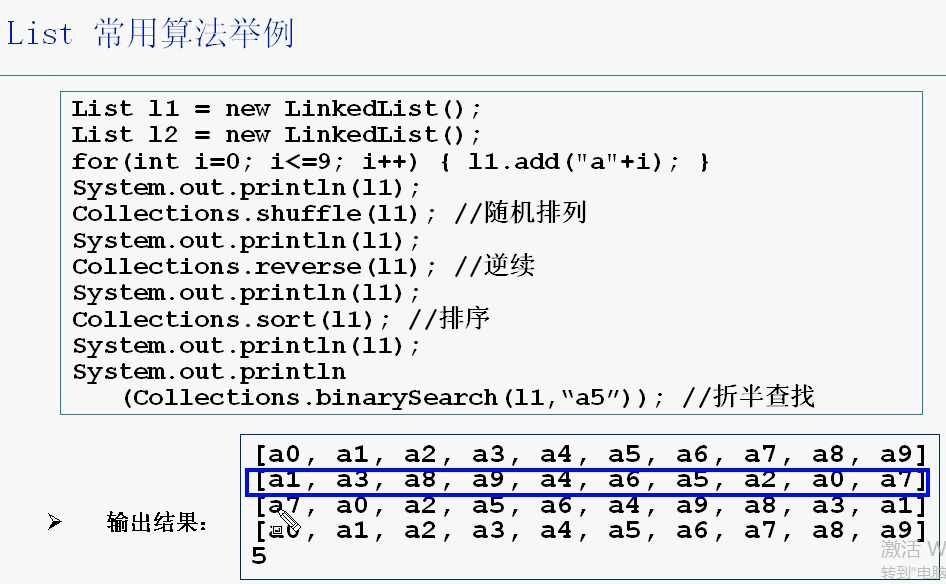 List 常用算法举例
List l1 = new LinkedList();
List l2 = new LinkedList();
for(int i=0; i<=9; i++) { l1.add("a"+i); }
System.out.println(l1);
Collections.shuffle(l1); //随机排列
System.out.println(l1);
Collections.reverse(l1); //逆续
System.out.println(l1);
Collections.sort(l1); //排序
System.out.println(l1);
System.out.println
(Collections.binarySearch(l1,“a5”)); //折半查找
➢ 输出结果：
[a0, a1, a2, a3, a4, a5, a6, a7, a8, a9]
[a1, a3, a8, a9, a4, a6, a5, a2, a0, a7]
[a7, a0, a2, a5, a6, a4, a9, a8, a3, a1]
[a0, a1, a2, a3, a4, a5, a6, a7, a8, a9]
5
激活 W
转到"电脑